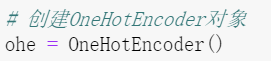 # 创建OneHotEncoder对象
ohe = OneHotEncoder()